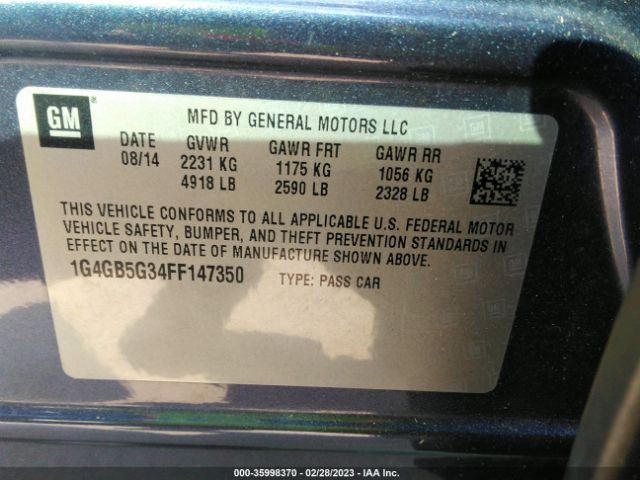 GM
MFD BY GENERAL MOTORS LLC
DATE GVWR GAWR FRT GAWR RR
08/14 2231 KG 1175 KG 1056 KG
4918 LB 2590 LB 2328 LB
THIS VEHICLE CONFORMS TO ALL APPLICABLE U.S. FEDERAL MOTOR
VEHICLE SAFETY, BUMPER, AND THEFT PREVENTION STANDARDS IN
EFFECT ON THE DATE OF MANUFACTURE SHOWN ABOVE.
1G4GB5G34FF147350 TYPE: PASS CAR
000-35998370 - 02/28/2023 - IAA Inc.